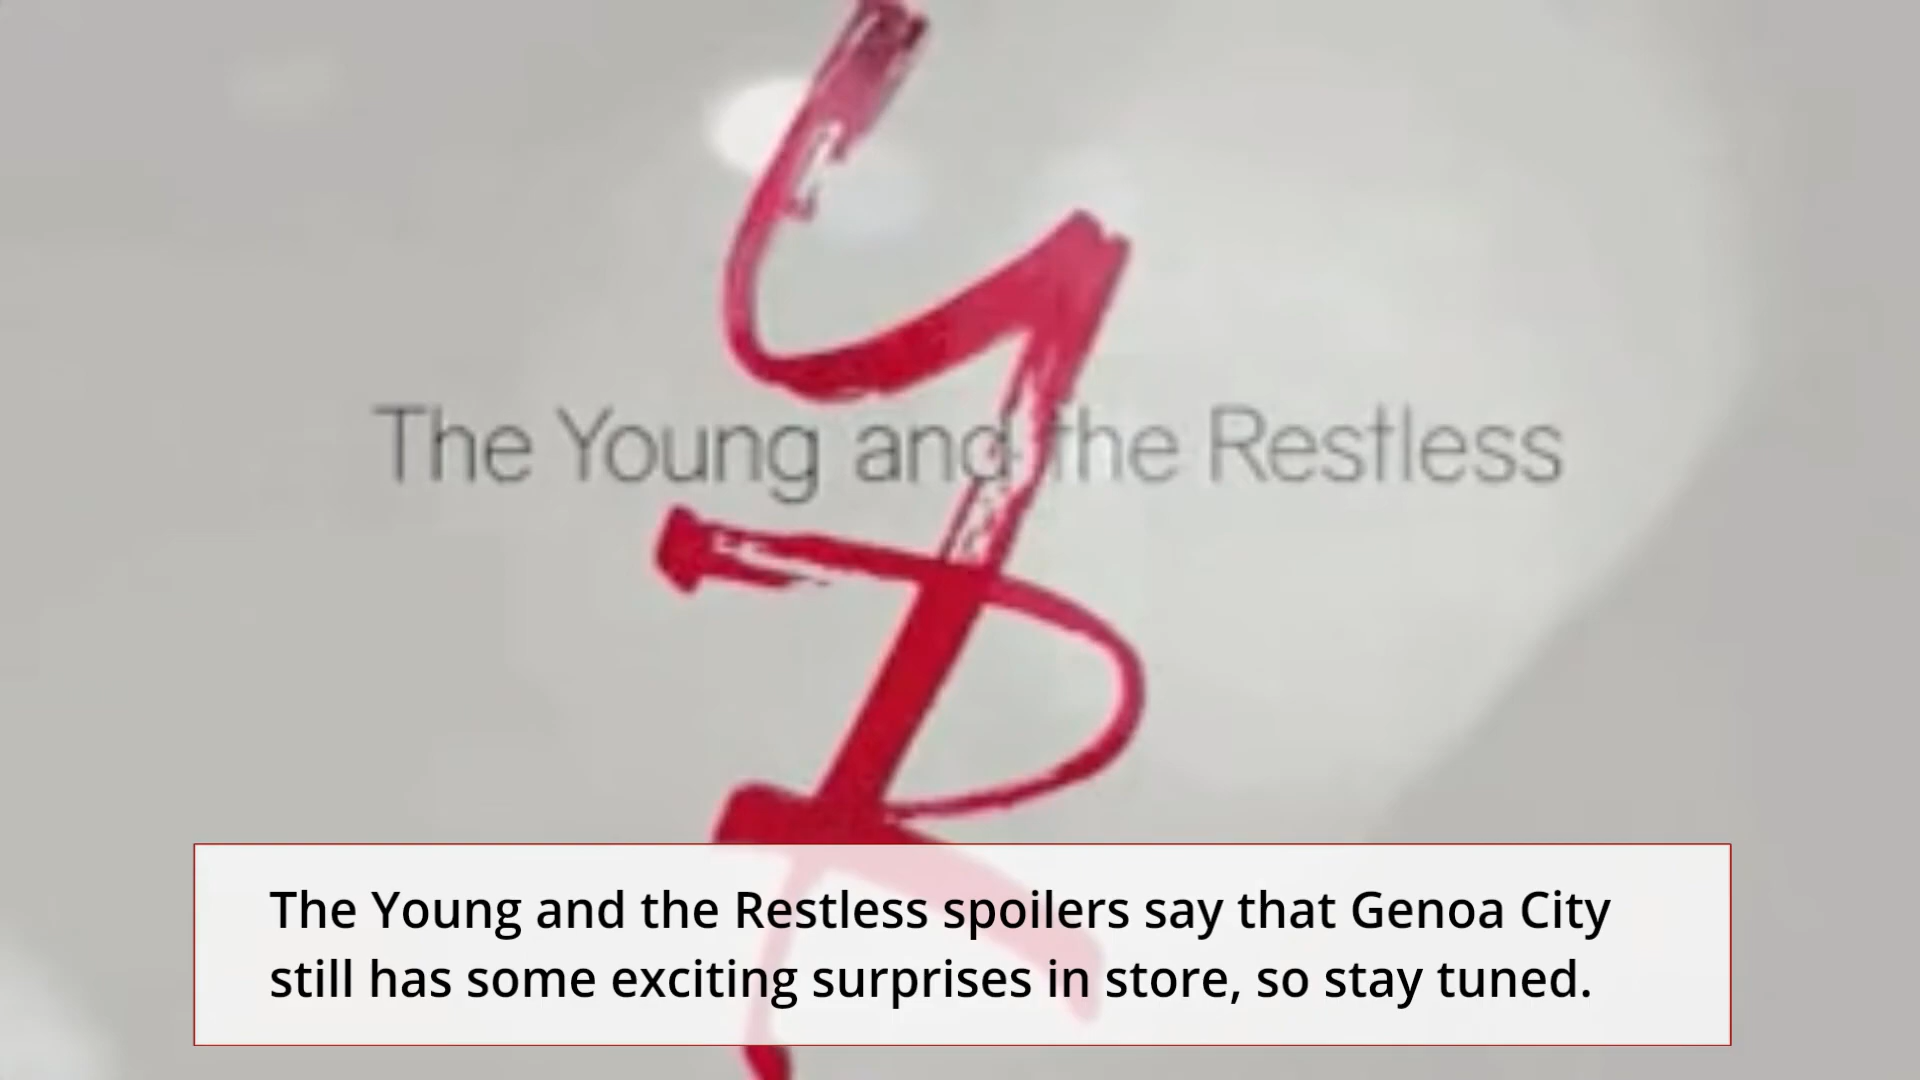 The Young and the Restless
YR
The Young and the Restless spoilers say that Genoa City
still has some exciting surprises in store, so stay tuned.